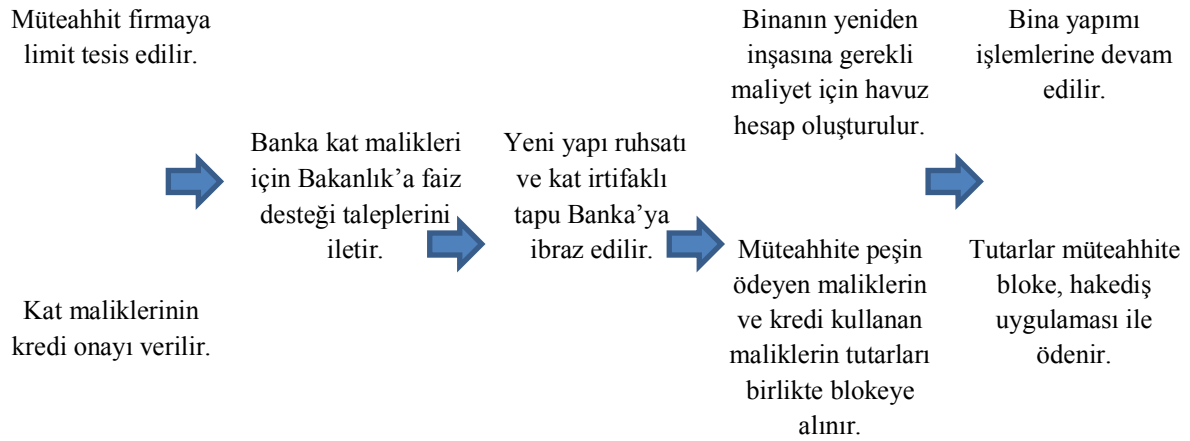 Müteahhit firmaya
limit tesis edilir.
Kat maliklerinin
kredi onayı verilir.
Banka kat malikleri
için Bakanlık’a faiz
desteği taleplerini
iletir.
Yeni yapı ruhsatı
ve kat irtifaklı
tapu Banka’ya
ibraz edilir.
Binanın yeniden
inşasına gerekli
maliyet için havuz
hesap oluşturulur.
Müteahhite peşin
ödeyen maliklerin
ve kredi kullanan
maliklerin tutarları
birlikte blokeye
alınır.
Bina yapımı
işlemlerine devam
edilir.
Tutarlar müteahhite
bloke, hakediş
uygulaması ile
ödenir.